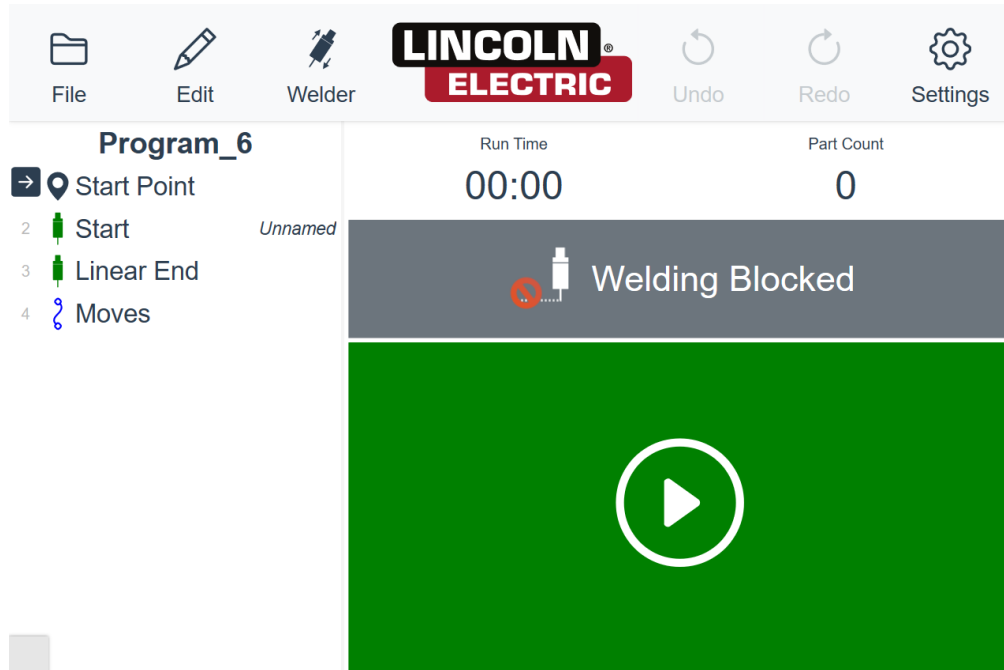 File Edit Welder LINCOLN ® ELECTRIC Undo Redo Settings
Program_6
Start Point
2 Start Unnamed
3 Linear End
4 Moves
Run Time
00:00
Part Count
0
Welding Blocked